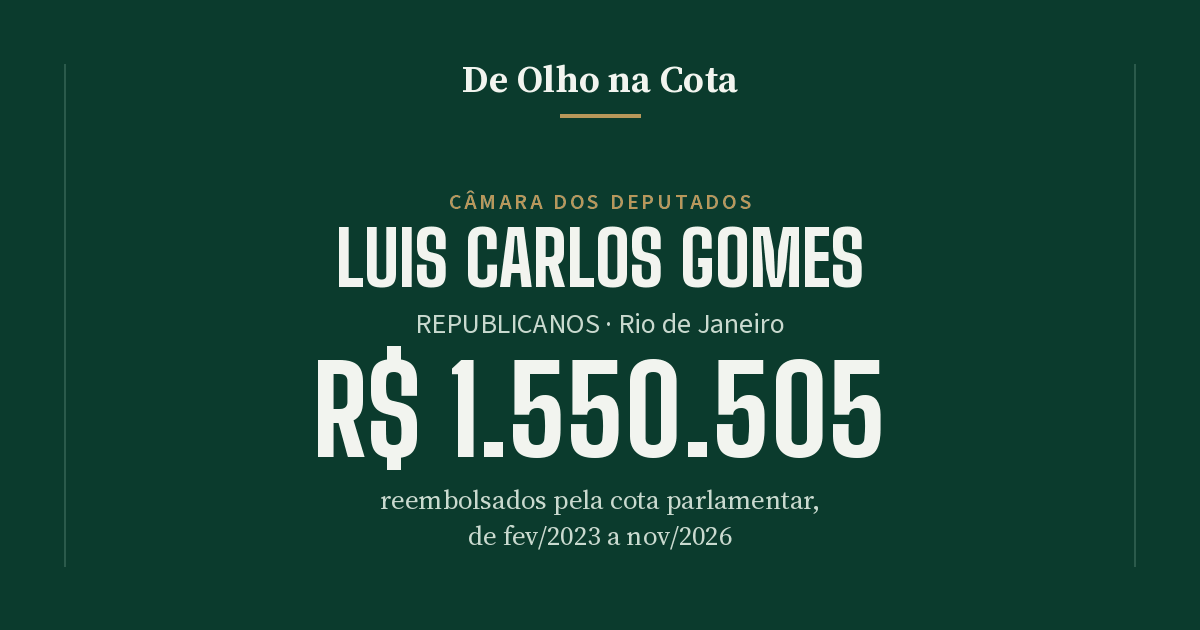 De Olho na Cota
CÂMARA DOS DEPUTADOS
LUIS CARLOS GOMES
REPUBLICANOS · Rio de Janeiro
R$ 1.550.505
reembolsados pela cota parlamentar,
de fev/2023 a nov/2026